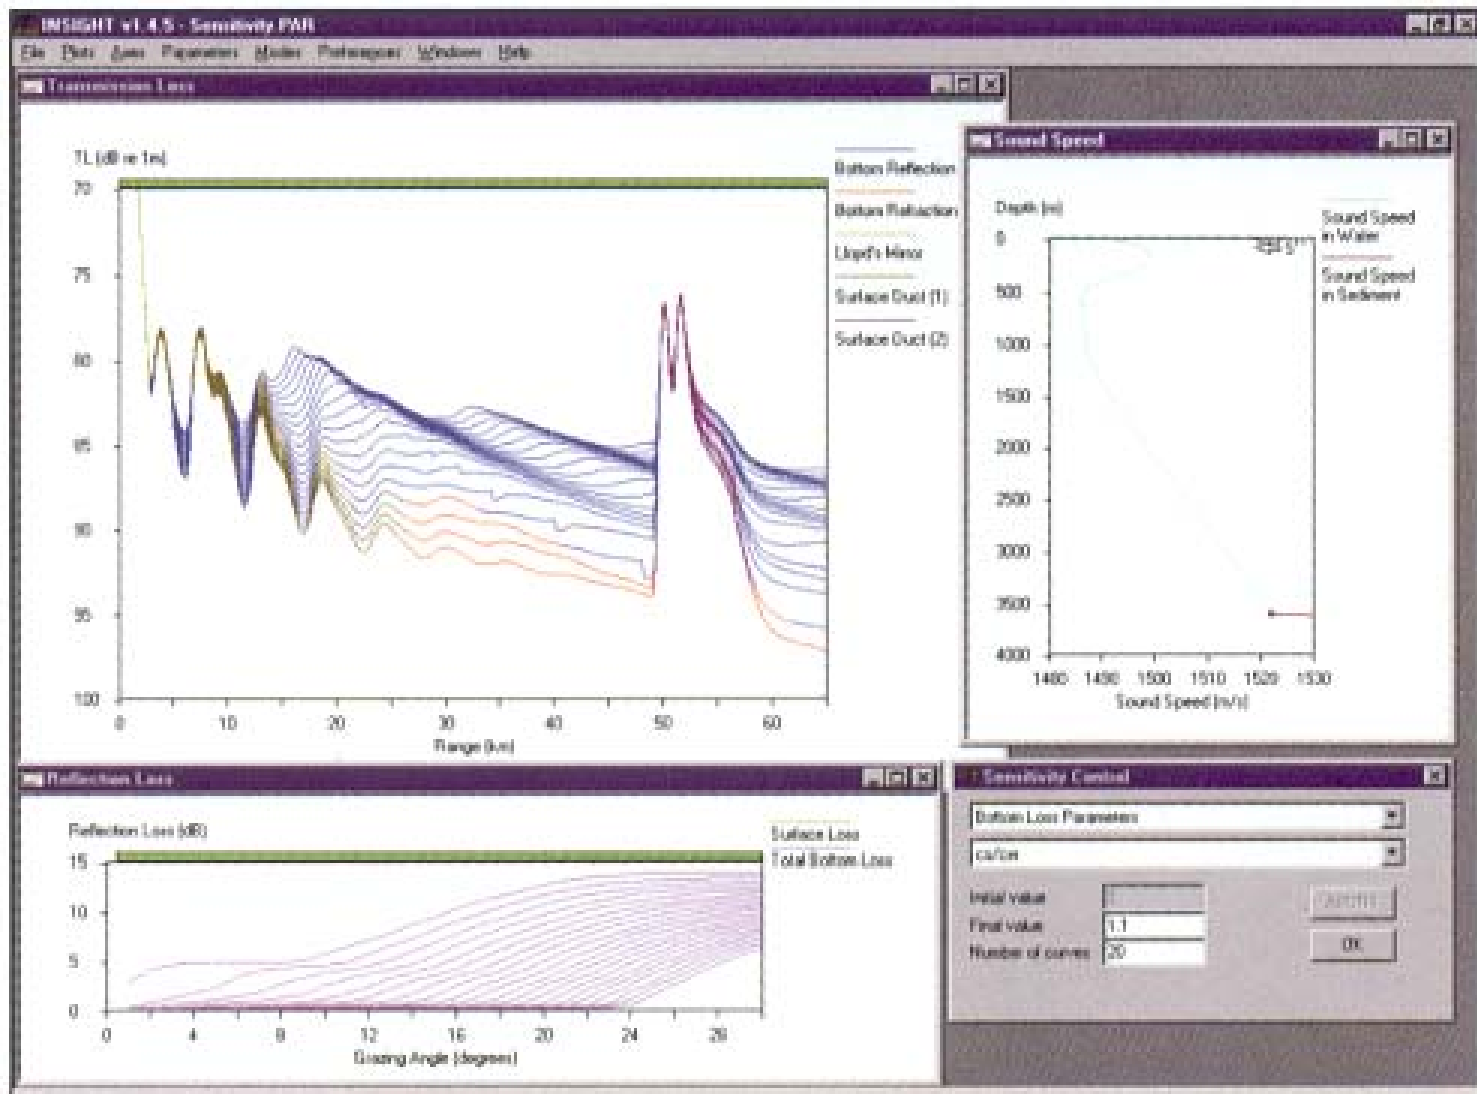 INSIGHT v1.4.5 - Sensitivity.PAR
File Plots Axes Parameters Modes Preferences Windows Help
Transmission Loss
TL (dB re 1m)
70
75
80
85
90
95
100
0 10 20 30 40 50 60
Range (km)
Bottom Reflection
Bottom Refraction
Lloyd's Mirror
Surface Duct (1)
Surface Duct (2)
Sound Speed
Depth (m)
0
500
1000
1500
2000
2500
3000
3500
4000
1480 1490 1500 1510 1520 1530
Sound Speed (m/s)
Sound Speed
in Water
Sound Speed
in Sediment
Reflection Loss
Reflection Loss (dB)
15
10
5
0
0 4 8 12 16 20 24 28
Grazing Angle (degrees)
Surface Loss
Total Bottom Loss
Sensitivity Control
Bottom Loss Parameters
Initial value
Final value 1.1
Number of curves 20
OK